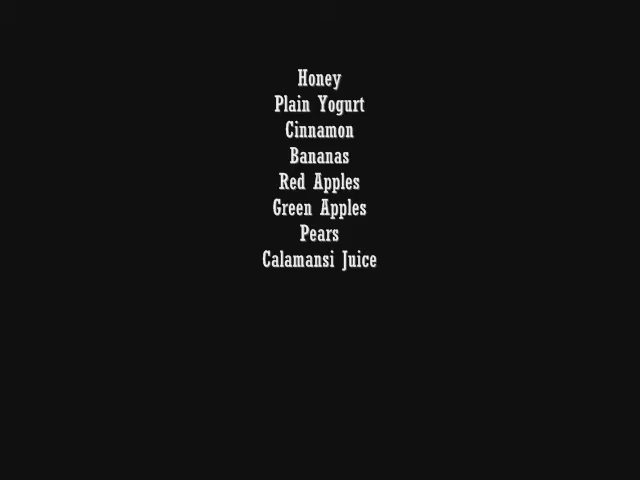 Honey
Plain Yogurt
Cinnamon
Bananas
Red Apples
Green Apples
Pears
Calamansi Juice